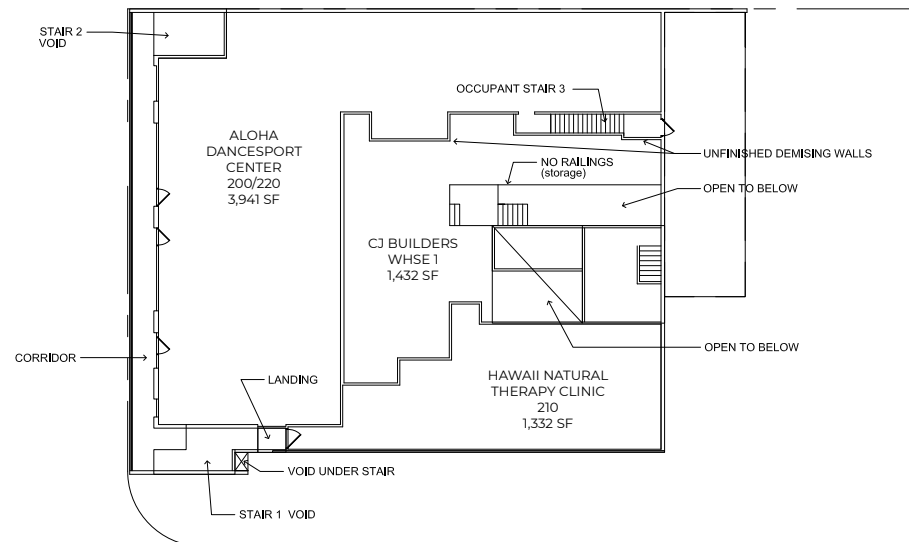 STAIR 2
VOID
OCCUPANT STAIR 3
ALOHA
DANCESPORT
CENTER
200/220
3,941 SF
UNFINISHED DEMISING WALLS
NO RAILINGS
(storage)
OPEN TO BELOW
CJ BUILDERS
WHSE 1
1,432 SF
OPEN TO BELOW
CORRIDOR
LANDING
HAWAII NATURAL
THERAPY CLINIC
210
1,332 SF
VOID UNDER STAIR
STAIR 1 VOID